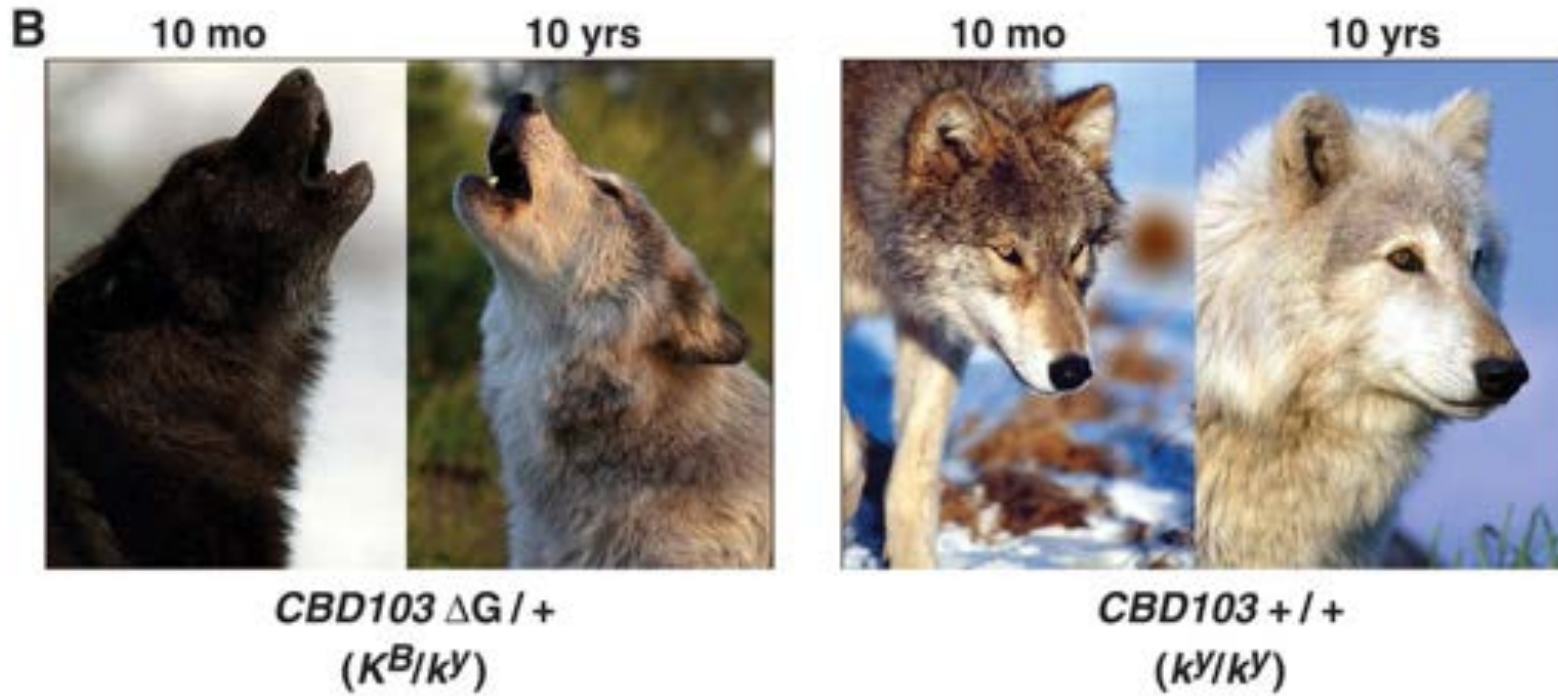 B
10 mo 10 yrs 10 mo 10 yrs
CBD103 ΔG / + CBD103 + / +
(K^B/k^y) (k^y/k^y)